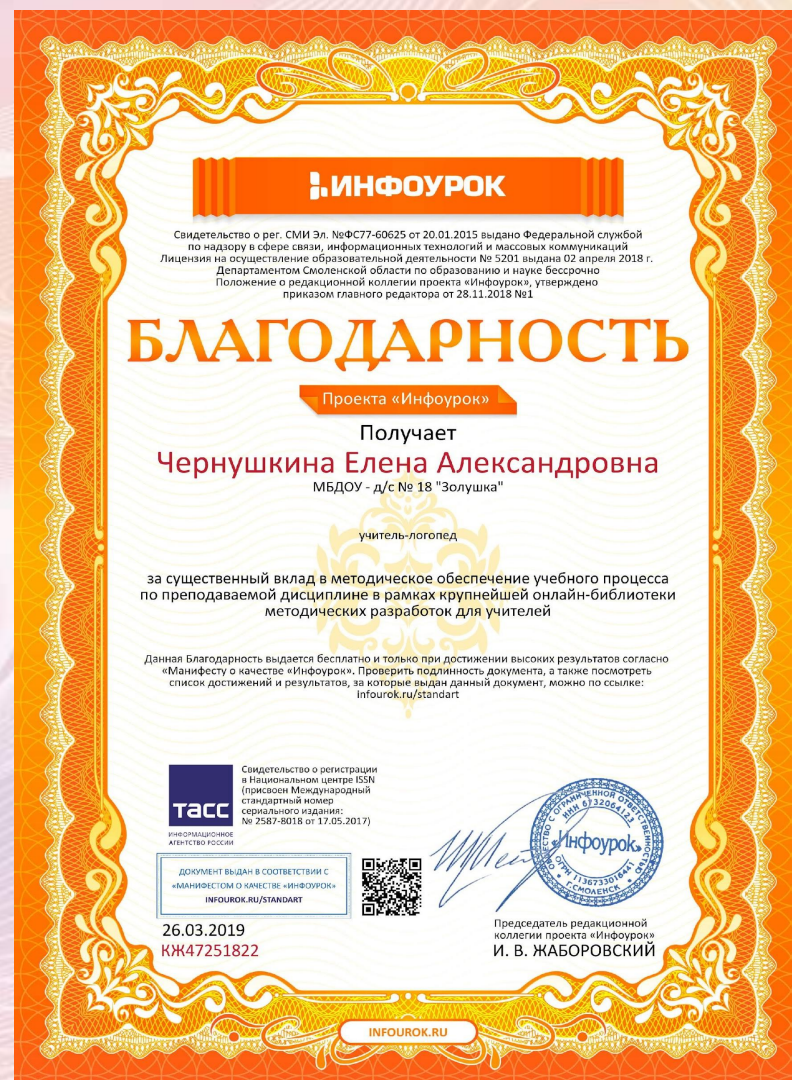 ИНФОУРОК
Свидетельство о рег. СМИ Эл. №ФС77-60625 от 20.01.2015 выдано Федеральной службой
по надзору в сфере связи, информационных технологий и массовых коммуникаций
Лицензия на осуществление образовательной деятельности № 5201 выдана 02 апреля 2018 г.
Департаментом Смоленской области по образованию и науке бессрочно
Положение о редакционной коллегии проекта «Инфоурок», утверждено
приказом главного редактора от 28.11.2018 №1
БЛАГОДАРНОСТЬ
Проекта «Инфоурок»
Получает
Чернушкина Елена Александровна
МБДОУ - д/с № 18 "Золушка"
учитель-логопед
за существенный вклад в методическое обеспечение учебного процесса
по преподаваемой дисциплине в рамках крупнейшей онлайн-библиотеки
методических разработок для учителей
Данная Благодарность выдается бесплатно и только при достижении высоких результатов согласно
«Манифесту о качестве «Инфоурок». Проверить подлинность документа, а также посмотреть
список достижений и результатов, за которые выдан данный документ, можно по ссылке:
infourok.ru/standart
Свидетельство о регистрации
в Национальном центре ISSN
(присвоен Международный
стандартный номер
сериального издания:
№ 2587-8018 от 17.05.2017)
ТАСС
ИНФОРМАЦИОННОЕ
АГЕНТСТВО РОССИИ
ДОКУМЕНТ ВЫДАН В СООТВЕТСТВИИ С
«МАНИФЕСТОМ О КАЧЕСТВЕ «ИНФОУРОК»
INFOUROK.RU/STANDART
26.03.2019
КЖ47251822
ОБЩЕСТВО С ОГРАНИЧЕННОЙ ОТВЕТСТВЕННОСТЬЮ
«Инфоурок»
Г.СМОЛЕНСК
Председатель редакционной
коллегии проекта «Инфоурок»
И. В. ЖАБОРОВСКИЙ
INFOUROK.RU